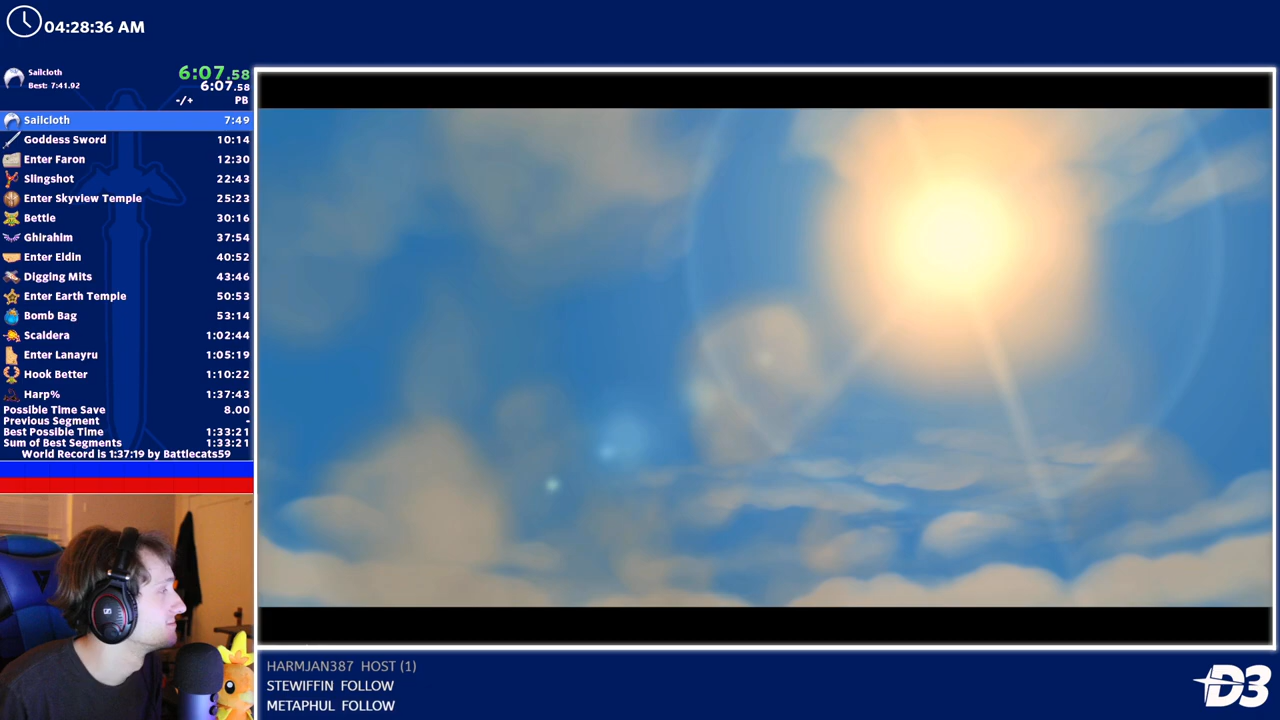 04:28:36 AM
Sailcloth
Best: 7:41.92
6:07.58
6:07.58
-/+ PB
Sailcloth 7:49
Goddess Sword 10:14
Enter Faron 12:30
Slingshot 22:43
Enter Skyview Temple 25:23
Bettle 30:16
Ghirahim 37:54
Enter Eldin 40:52
Digging Mits 43:46
Enter Earth Temple 50:53
Bomb Bag 53:14
Scaldera 1:02:44
Enter Lanayru 1:05:19
Hook Better 1:10:22
Harp% 1:37:43
Possible Time Save 8.00
Previous Segment -
Best Possible Time 1:33:21
Sum of Best Segments 1:33:21
World Record is 1:37:19 by Battlecats59
HARMJAN387 HOST (1)
STEWIFFIN FOLLOW
METAPHUL FOLLOW
D3